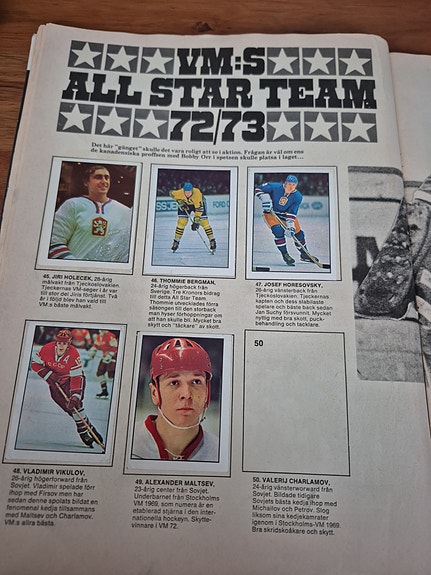 VM:S
ALL STAR TEAM
72/73
Det här "gänget" skulle det vara roligt att se i aktion. Frågan är väl om ens
de kanadensiska proffsen med Bobby Orr i spetsen skulle platsa i laget...
45. JIRI HOLECEK, 28-årig
målvakt från Tjeckoslovakien.
Tjeckernas VM-seger i år var
till stor del Jiris förtjänst. Två
år i följd blev han vald till
VM:s bäste målvakt.
46. THOMMIE BERGMAN,
24-årig högerback från
Sverige. Tre Kronors bidrag
till detta All Star Team.
Thommie utvecklades förra
säsongen till den storback
man hyser förhoppningar om
att han skulle bli. Mycket bra
skytt och "täckare" av skott.
47. JOSEF HORESOVSKY,
26-årig vänsterback från
Tjeckoslovakien. Tjeckernas
kapten och dess stabilaste
spelare och bäste back sedan
Jan Suchy försvunnit. Mycket
nyttig med bra skott, puck-
behandling och tackling.
50
48. VLADIMIR VIKULOV,
26-årig högerforward från
Sovjet. Vladimir spelade förr
ihop med Firsov men har
sedan denne spolats bildat en
fenomenal kedja tillsammans
med Maltsev och Charlamov.
VM:s allra bästa.
49. ALEXANDER MALTSEV,
23-årig center från Sovjet.
Underbarnet från Stockholms
VM 1969, som numera är en
etablerad stjärna i den inter-
nationella hockeyn. Skytte-
vinnare i VM 72.
50. VALERIJ CHARLAMOV,
24-årig vänsterworward från
Sovjet. Bildade tidigare
Sovjets bästa kedja ihop med
Michailov och Petrov. Slog
liksom sina kedjekamrater
igenom i Stockholms-VM 1969.
Bra skridskoåkare och skytt.